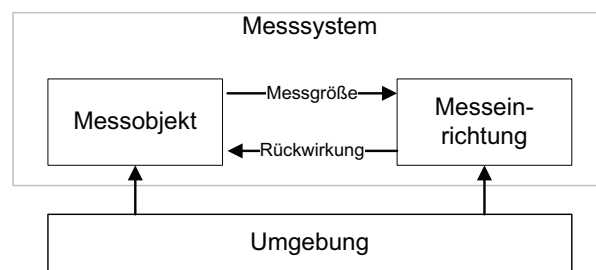 Messsystem
Messgröße
Messobjekt
Messein-
richtung
Rückwirkung
Umgebung